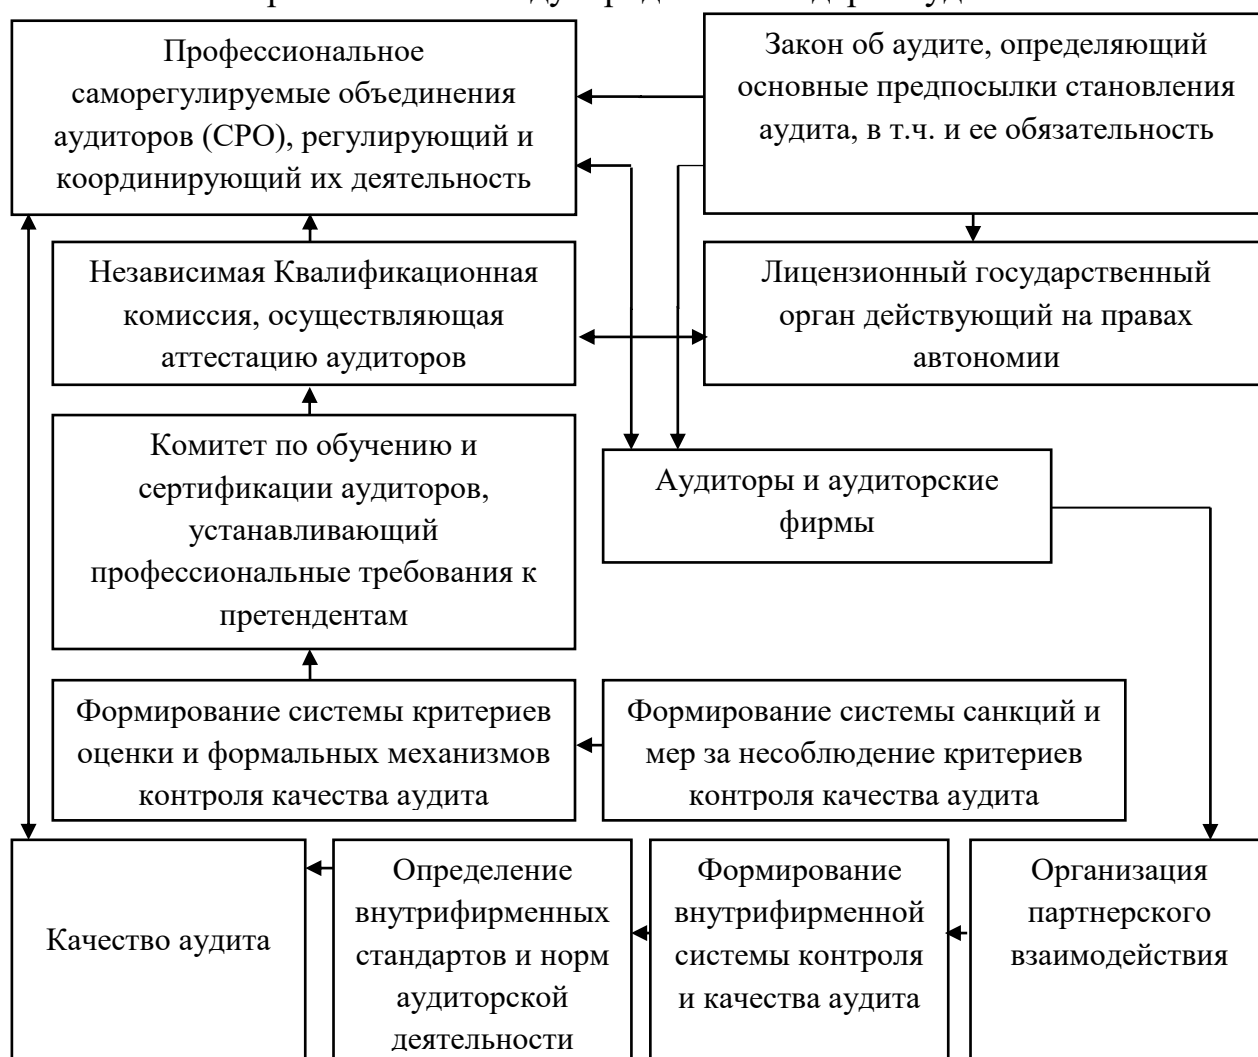 Профессиональное
саморегулируемые объединения
аудиторов (СРО), регулирующий и
координирующий их деятельность
Закон об аудите, определяющий
основные предпосылки становления
аудита, в т.ч. и ее обязательность
Независимая Квалификационная
комиссия, осуществляющая
аттестацию аудиторов
Лицензионный государственный
орган действующий на правах
автономии
Комитет по обучению и
сертификации аудиторов,
устанавливающий
профессиональные требования к
претендентам
Аудиторы и аудиторские
фирмы
Формирование системы критериев
оценки и формальных механизмов
контроля качества аудита
Формирование системы санкций и
мер за несоблюдение критериев
контроля качества аудита
Качество аудита
Определение
внутрифирменных
стандартов и норм
аудиторской
деятельности
Формирование
внутрифирменной
системы контроля
и качества аудита
Организация
партнерского
взаимодействия